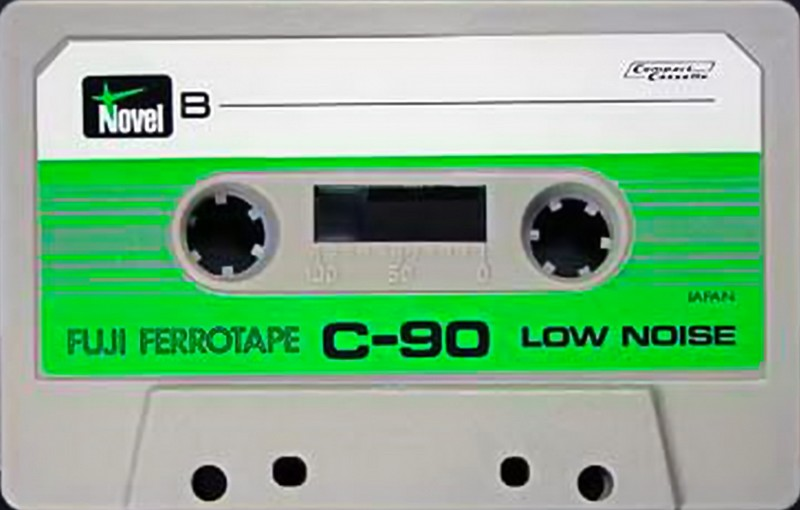 Compact Cassette
Novel B
100 50 0
JAPAN
FUJI FERROTAPE C-90 LOW NOISE